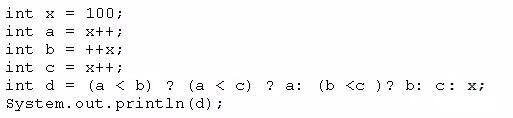 int x = 100;
int a = x++;
int b = ++x;
int c = x++;
int d = (a < b) ? (a < c) ? a: (b <c )? b: c: x;
System.out.println(d);